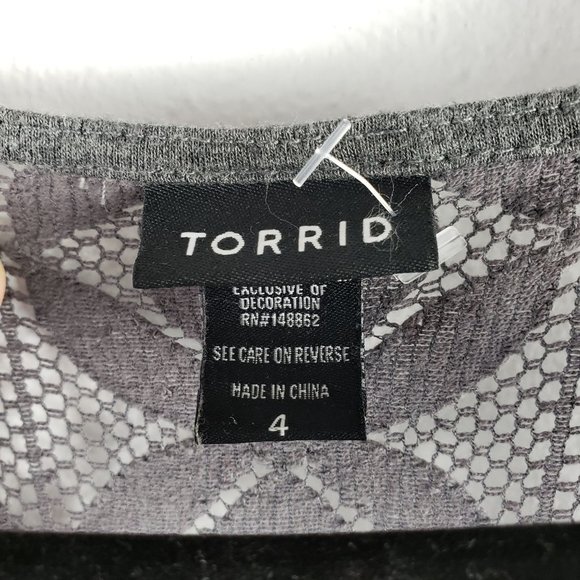 TORRID
EXCLUSIVE OF
DECORATION
RN#148862
SEE CARE ON REVERSE
MADE IN CHINA
4